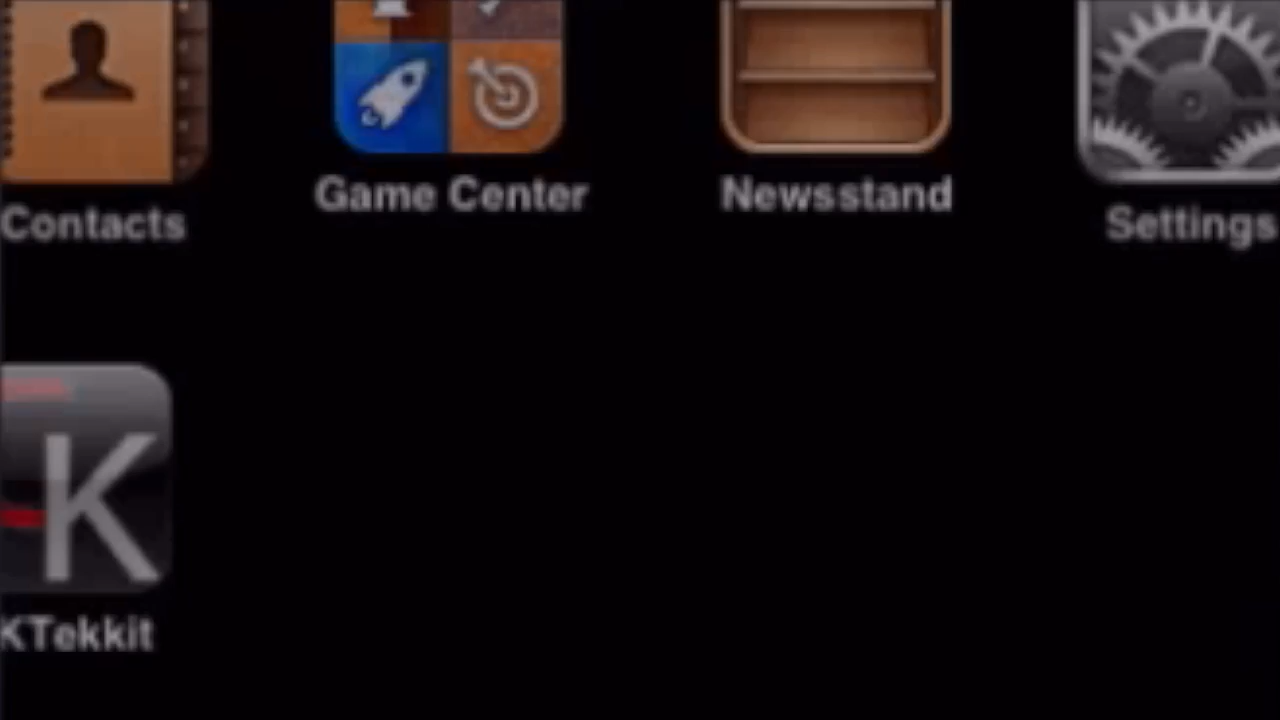 Contacts
Game Center
Newsstand
Settings
K
KTekkit